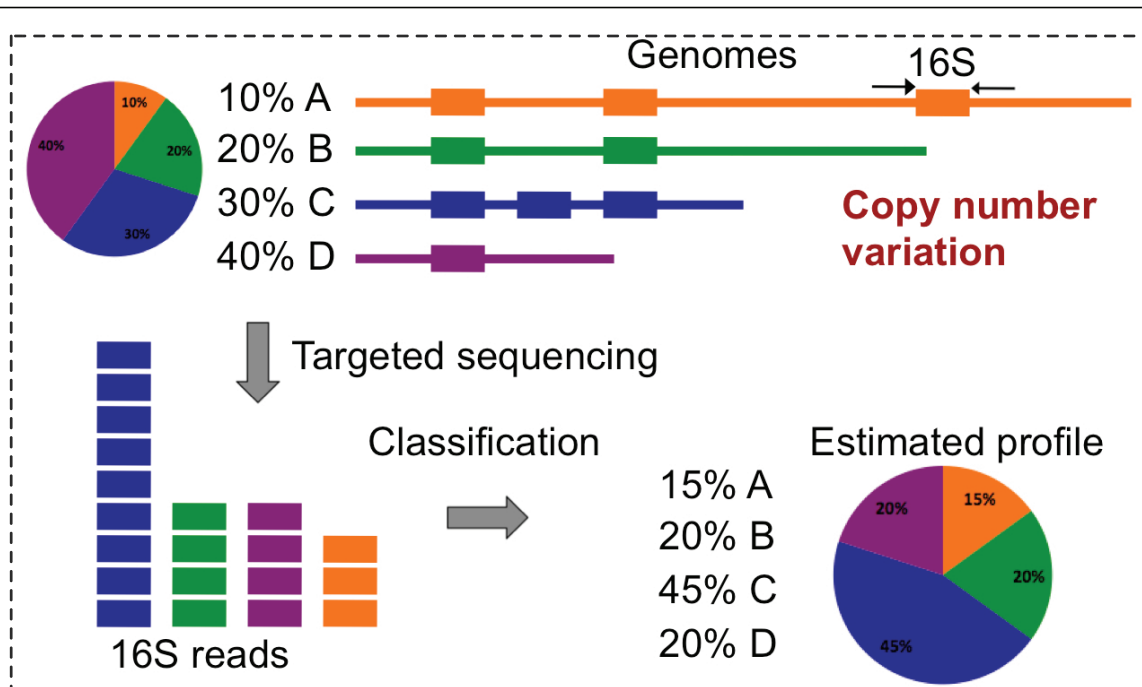 Genomes
16S
10%
20%
30%
40%
10% A
20% B
30% C
40% D
Copy number
variation
Targeted sequencing
Classification
16S reads
Estimated profile
15% A
20% B
45% C
20% D
15%
20%
45%
20%